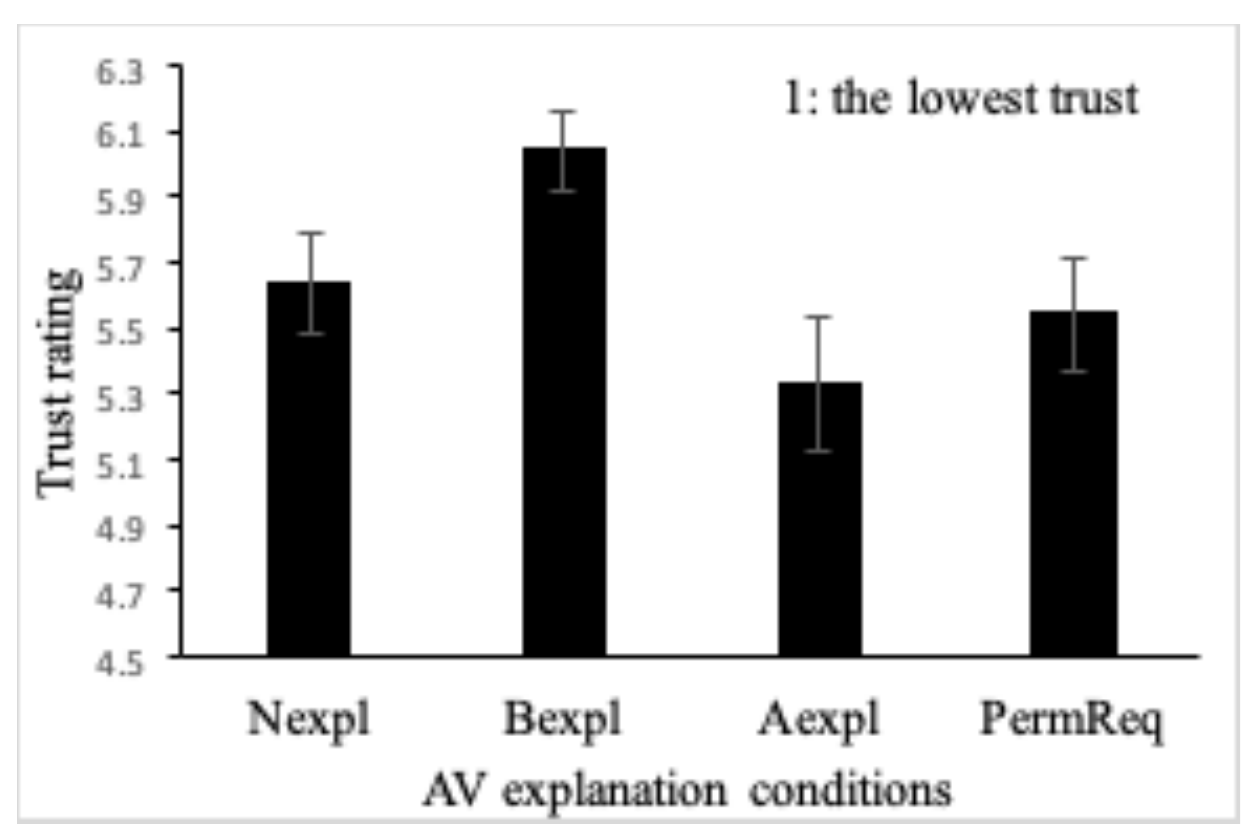 1: the lowest trust
Trust rating
6.3
6.1
5.9
5.7
5.5
5.3
5.1
4.9
4.7
4.5
Nexpl Bexpl Aexpl PermReq
AV explanation conditions